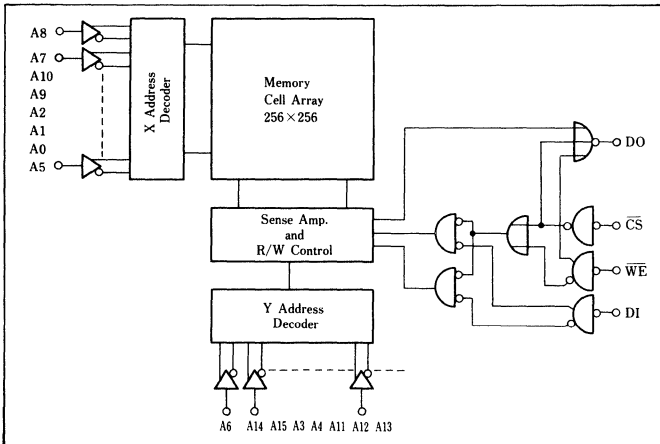 A8
A7
A10
A9
A2
A1
A0
A5
X Address
Decoder
Memory
Cell Array
256×256
Sense Amp.
and
R/W Control
Y Address
Decoder
A6 A14 A15 A3 A4 A11 A12 A13
DO
CS
WE
DI